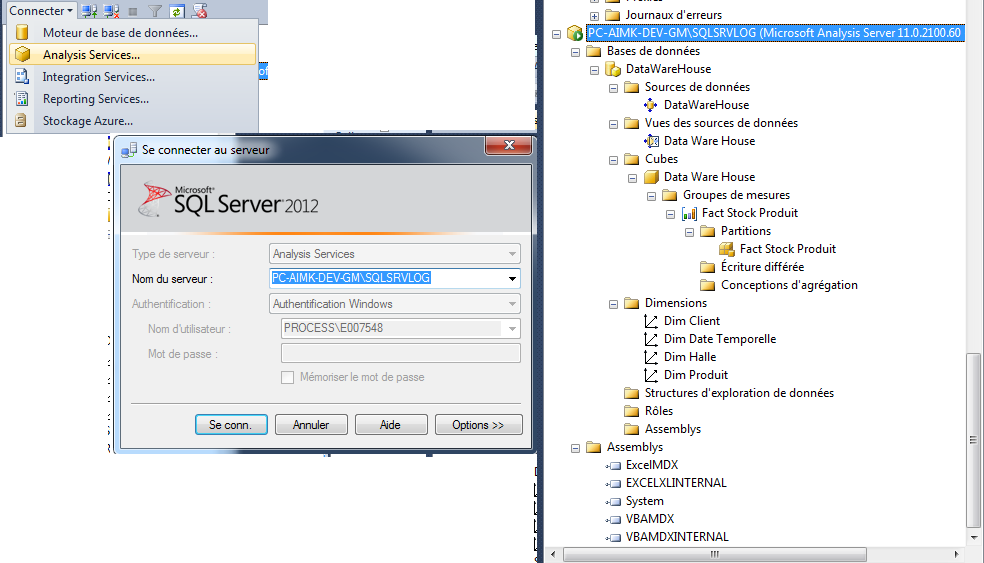 Connecter
Moteur de base de données...
Analysis Services...
Integration Services...
Reporting Services...
Stockage Azure...
Se connecter au serveur
Microsoft
SQL Server 2012
Type de serveur :
Analysis Services
Nom du serveur :
PC-AIMK-DEV-GM\SQLSRVLOG
Authentification :
Authentification Windows
Nom d'utilisateur :
PROCESS\E007548
Mot de passe :
Mémoriser le mot de passe
Se conn.
Annuler
Aide
Options >>
Journaux d'erreurs
PC-AIMK-DEV-GM\SQLSRVLOG (Microsoft Analysis Server 11.0.2100.60
Bases de données
DataWareHouse
Sources de données
DataWareHouse
Vues des sources de données
Data Ware House
Cubes
Data Ware House
Groupes de mesures
Fact Stock Produit
Partitions
Fact Stock Produit
Écriture différée
Conceptions d'agrégation
Dimensions
Dim Client
Dim Date Temporelle
Dim Halle
Dim Produit
Structures d'exploration de données
Rôles
Assemblys
Assemblys
ExcelMDX
EXCELXLINTERNAL
System
VBAMDX
VBAMDXINTERNAL